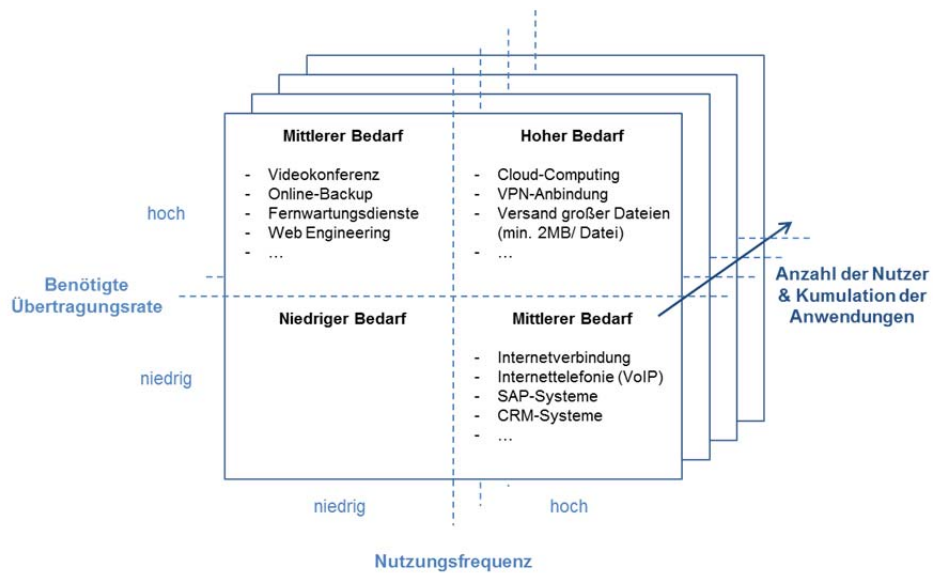 Mittlerer Bedarf
- Videokonferenz
- Online-Backup
- Fernwartungsdienste
- Web Engineering
- …
Hoher Bedarf
- Cloud-Computing
- VPN-Anbindung
- Versand großer Dateien
(min. 2MB/ Datei)
- …
hoch
Benötigte
Übertragungsrate
niedrig
Niedriger Bedarf
Mittlerer Bedarf
- Internetverbindung
- Internettelefonie (VoIP)
- SAP-Systeme
- CRM-Systeme
- …
Anzahl der Nutzer
& Kumulation der
Anwendungen
niedrig
hoch
Nutzungsfrequenz